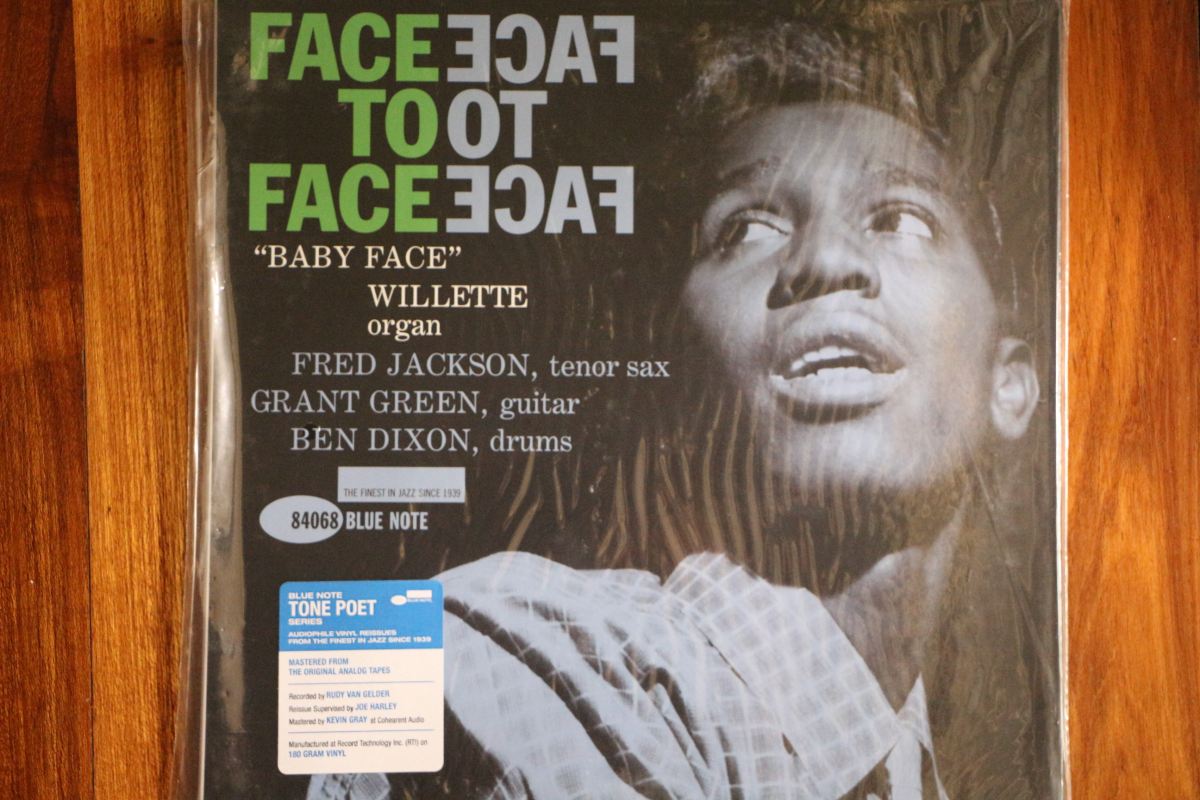 FACE FACE
TO TO
FACE FACE
“BABY FACE”
WILLETTE
organ
FRED JACKSON, tenor sax
GRANT GREEN, guitar
BEN DIXON, drums
THE FINEST IN JAZZ SINCE 1939
84068 BLUE NOTE
BLUE NOTE
TONE POET
SERIES
BLUE NOTE
AUDIOPHILE VINYL REISSUES
FROM THE FINEST IN JAZZ SINCE 1939
MASTERED FROM
THE ORIGINAL ANALOG TAPES
Recorded by RUDY VAN GELDER
Reissue Supervised by JOE HARLEY
Mastered by KEVIN GRAY at Cohearent Audio
Manufactured at Record Technology Inc. (RTI) on
180 GRAM VINYL